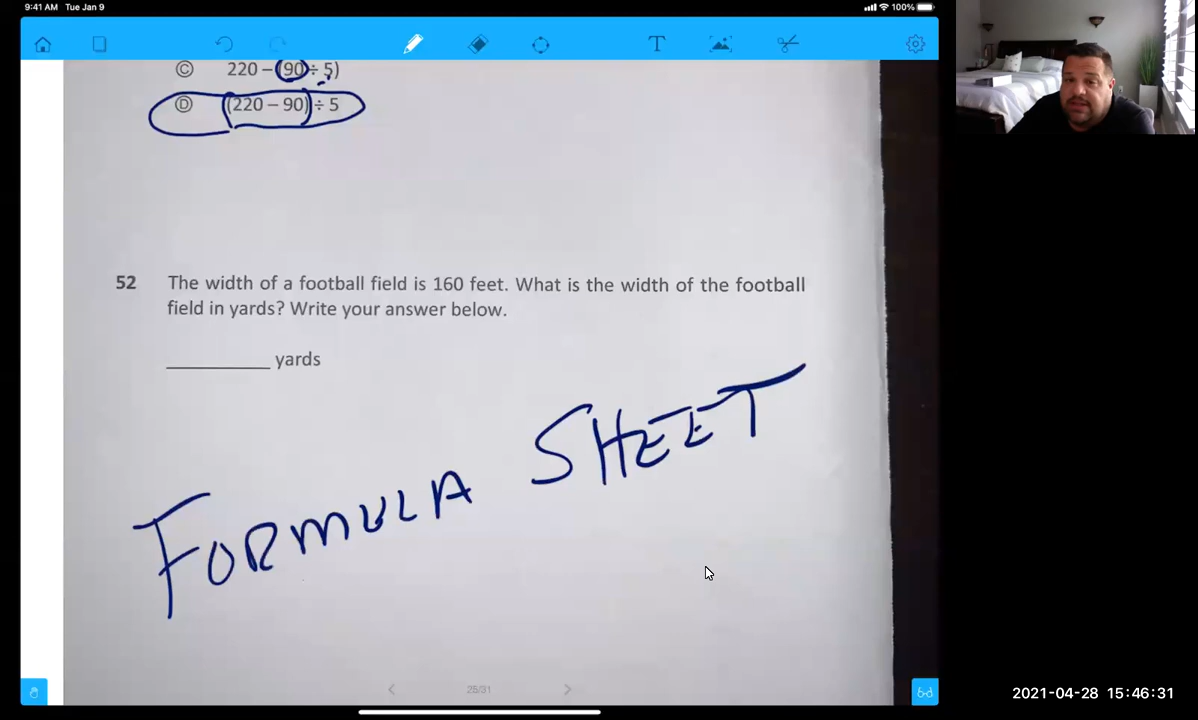 9:41 AM Tue Jan 9
100%
T
Ⓒ 220 – (90 ÷ 5)
Ⓓ (220 – 90) ÷ 5
52 The width of a football field is 160 feet. What is the width of the football
field in yards? Write your answer below.
_________ yards
FORMULA SHEET
25/31
2021-04-28 15:46:31